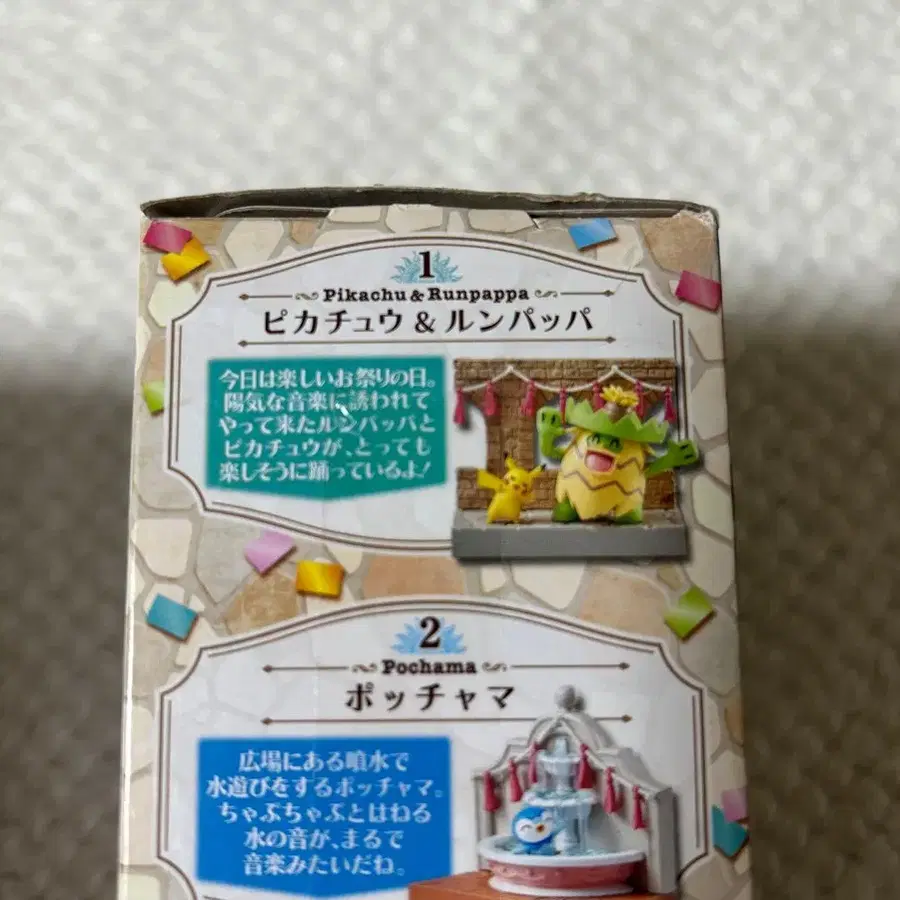 1
Pikachu & Runpappa
ピカチュウ & ルンパッパ
今日は楽しいお祭りの日。
陽気な音楽に誘われて
やって来たルンパッパと
ピカチュウが、とっても
楽しそうに踊っているよ!
2
Pochama
ポッチャマ
広場にある噴水で
水遊びをするポッチャマ。
ちゃぷちゃぷとはねる
水の音が、まるで
音楽みたいだね。